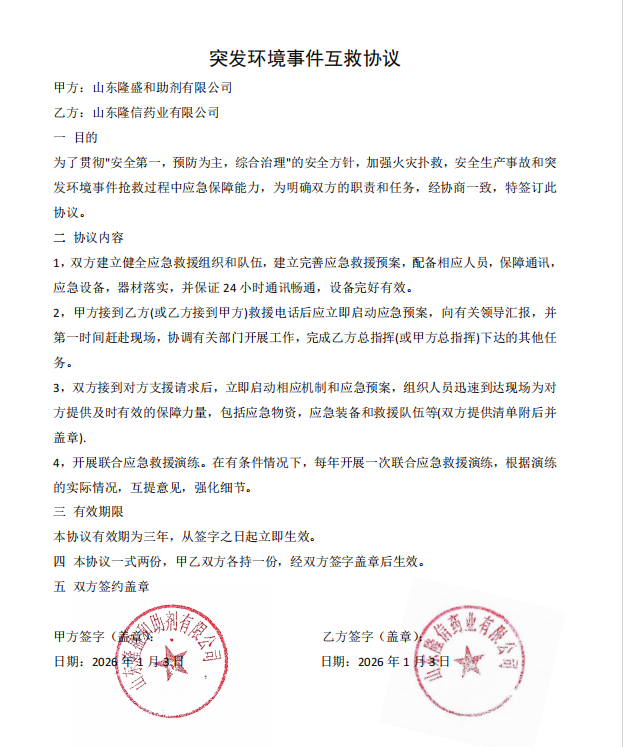 突发环境事件互救协议
甲方：山东隆盛和助剂有限公司
乙方：山东隆信药业有限公司
一 目的
为了贯彻"安全第一，预防为主，综合治理"的安全方针，加强火灾扑救，安全生产事故和突
发环境事件抢救过程中应急保障能力，为明确双方的职责和任务，经协商一致，特签订此
协议。
二 协议内容
1，双方建立健全应急救援组织和队伍，建立完善应急救援预案，配备相应人员，保障通讯，
应急设备，器材落实，并保证 24 小时通讯畅通，设备完好有效。
2，甲方接到乙方(或乙方接到甲方)救援电话后应立即启动应急预案，向有关领导汇报，并
第一时间赶赴现场，协调有关部门开展工作，完成乙方总指挥(或甲方总指挥)下达的其他任
务。
3，双方接到对方支援请求后，立即启动相应机制和应急预案，组织人员迅速到达现场为对
方提供及时有效的保障力量，包括应急物资，应急装备和救援队伍等(双方提供清单附后并
盖章).
4，开展联合应急救援演练。在有条件情况下，每年开展一次联合应急救援演练，根据演练
的实际情况，互提意见，强化细节。
三 有效期限
本协议有效期为三年，从签字之日起立即生效。
四 本协议一式两份，甲乙双方各持一份，经双方签字盖章后生效。
五 双方签约盖章
甲方签字（盖章）：
乙方签字（盖章）：
日期：2026 年 1 月 3 日
日期：2026 年 1 月 3 日
山东隆盛和助剂有限公司
山东隆信药业有限公司